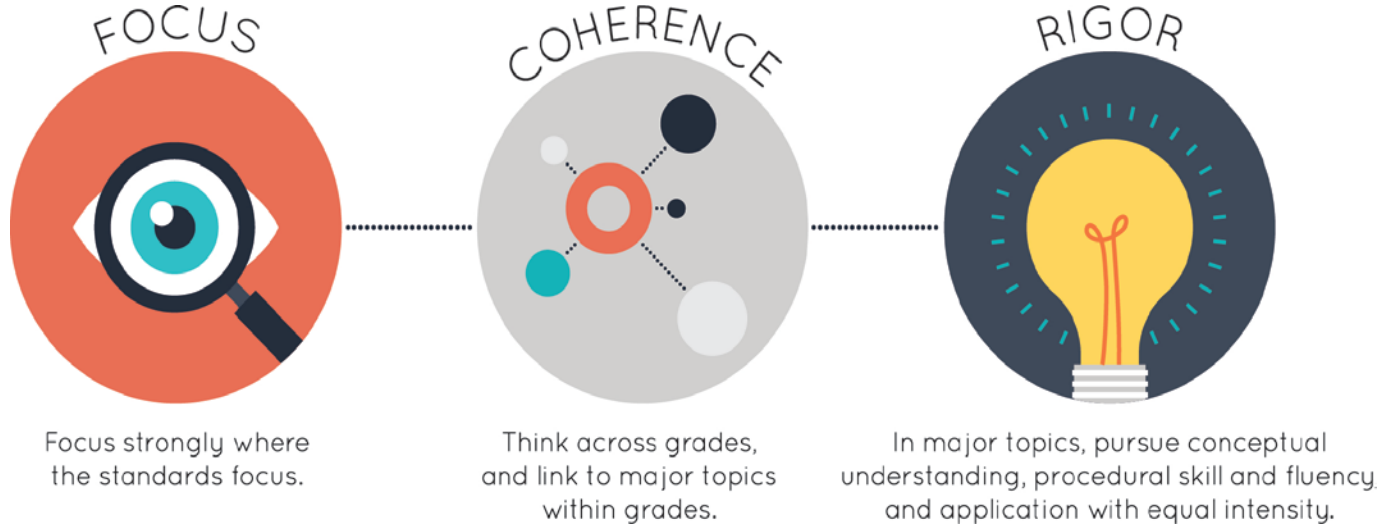 FOCUS
Focus strongly where
the standards focus.
COHERENCE
Think across grades,
and link to major topics
within grades.
RIGOR
In major topics, pursue conceptual
understanding, procedural skill and fluency,
and application with equal intensity.